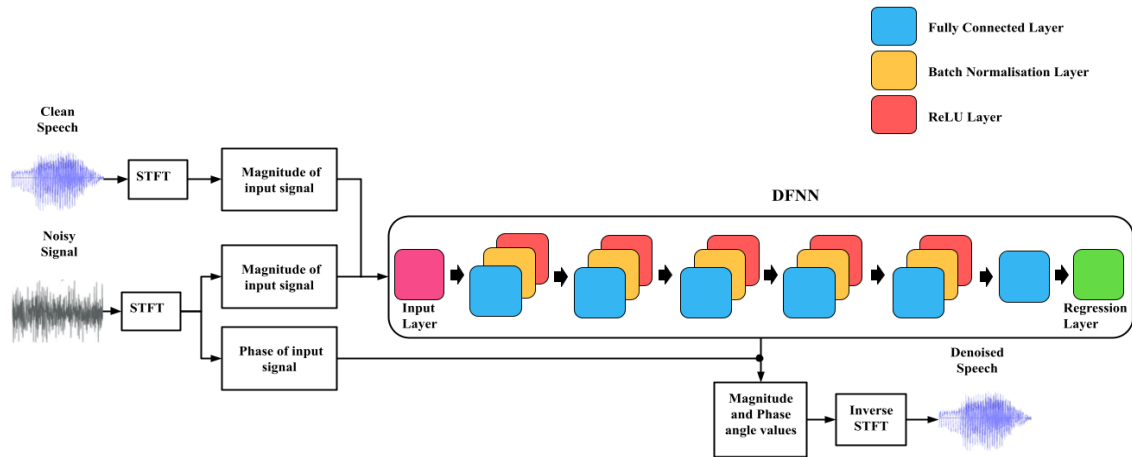 Fully Connected Layer
Batch Normalisation Layer
ReLU Layer
Clean
Speech
STFT
Magnitude of
input signal
DFNN
Noisy
Signal
STFT
Magnitude of
input signal
Phase of input
signal
Input
Layer
Regression
Layer
Magnitude
and Phase
angle values
Inverse
STFT
Denoised
Speech